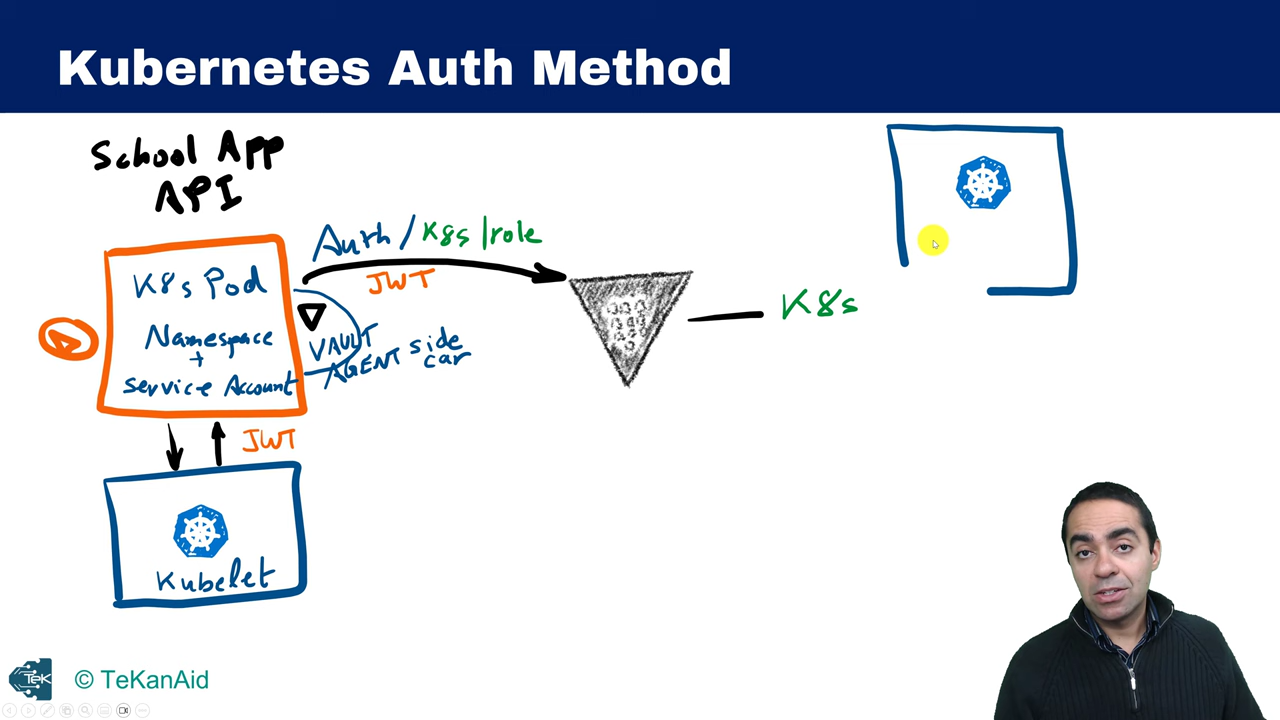 Kubernetes Auth Method
School App
API
Auth/K8s/role
JWT
K8s Pod
Namespace
+
Service Account
VAULT
AGENT side
car
K8s
JWT
Kubelet
TeK
© TeKanAid